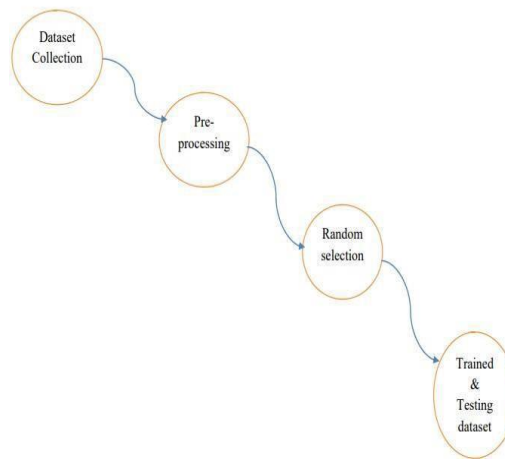 Dataset
Collection
Pre-
processing
Random
selection
Trained
&
Testing
dataset